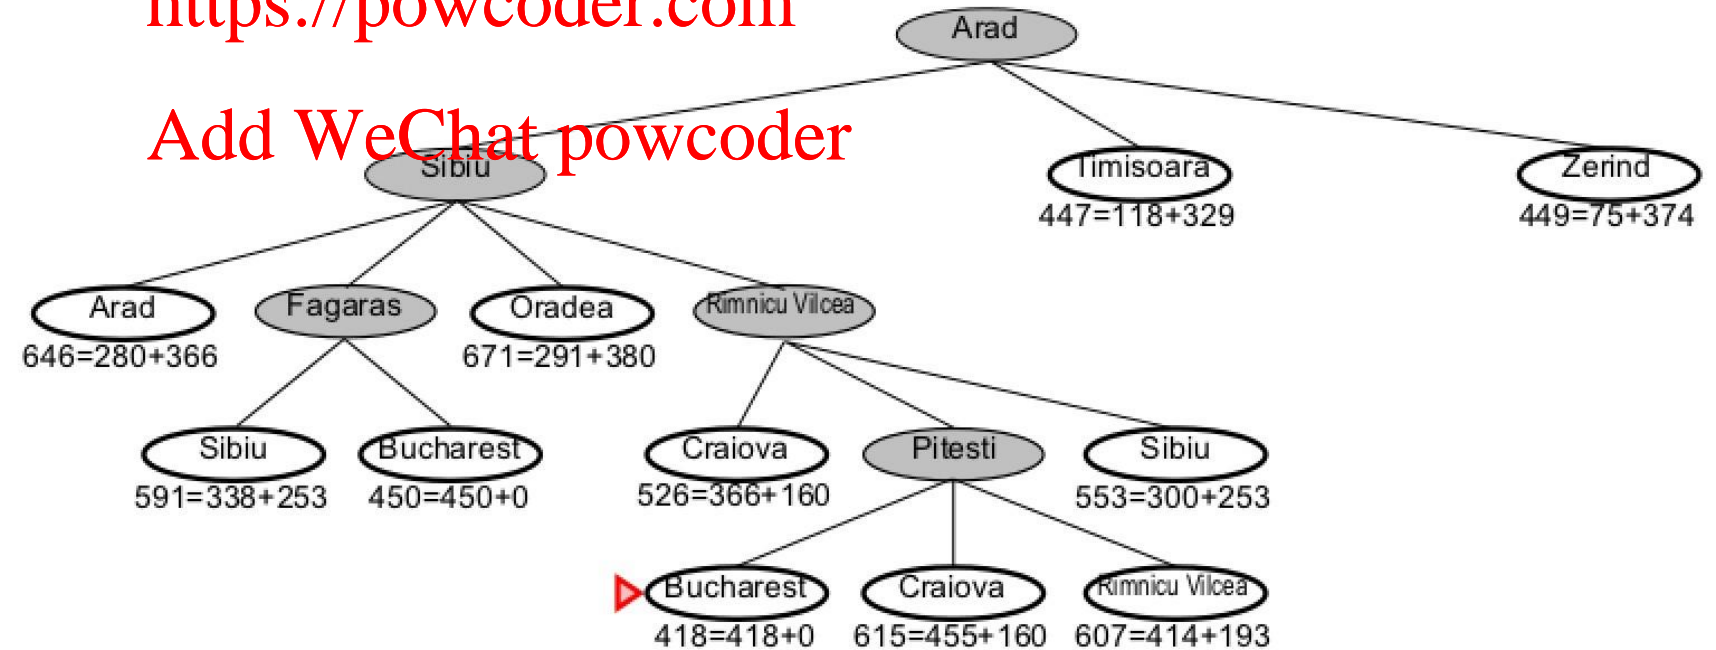 https://powcoder.com
Arad
Add WeChat powcoder
Sibiu
Timisoara
Zerind
447=118+329
449=75+374
Arad
Fagaras
Oradea
Rimnicu Vilcea
646=280+366
671=291+380
Sibiu
Bucharest
Craiova
Pitesti
Sibiu
591=338+253
450=450+0
526=366+160
553=300+253
Bucharest
Craiova
Rimnicu Vilcea
418=418+0
615=455+160
607=414+193